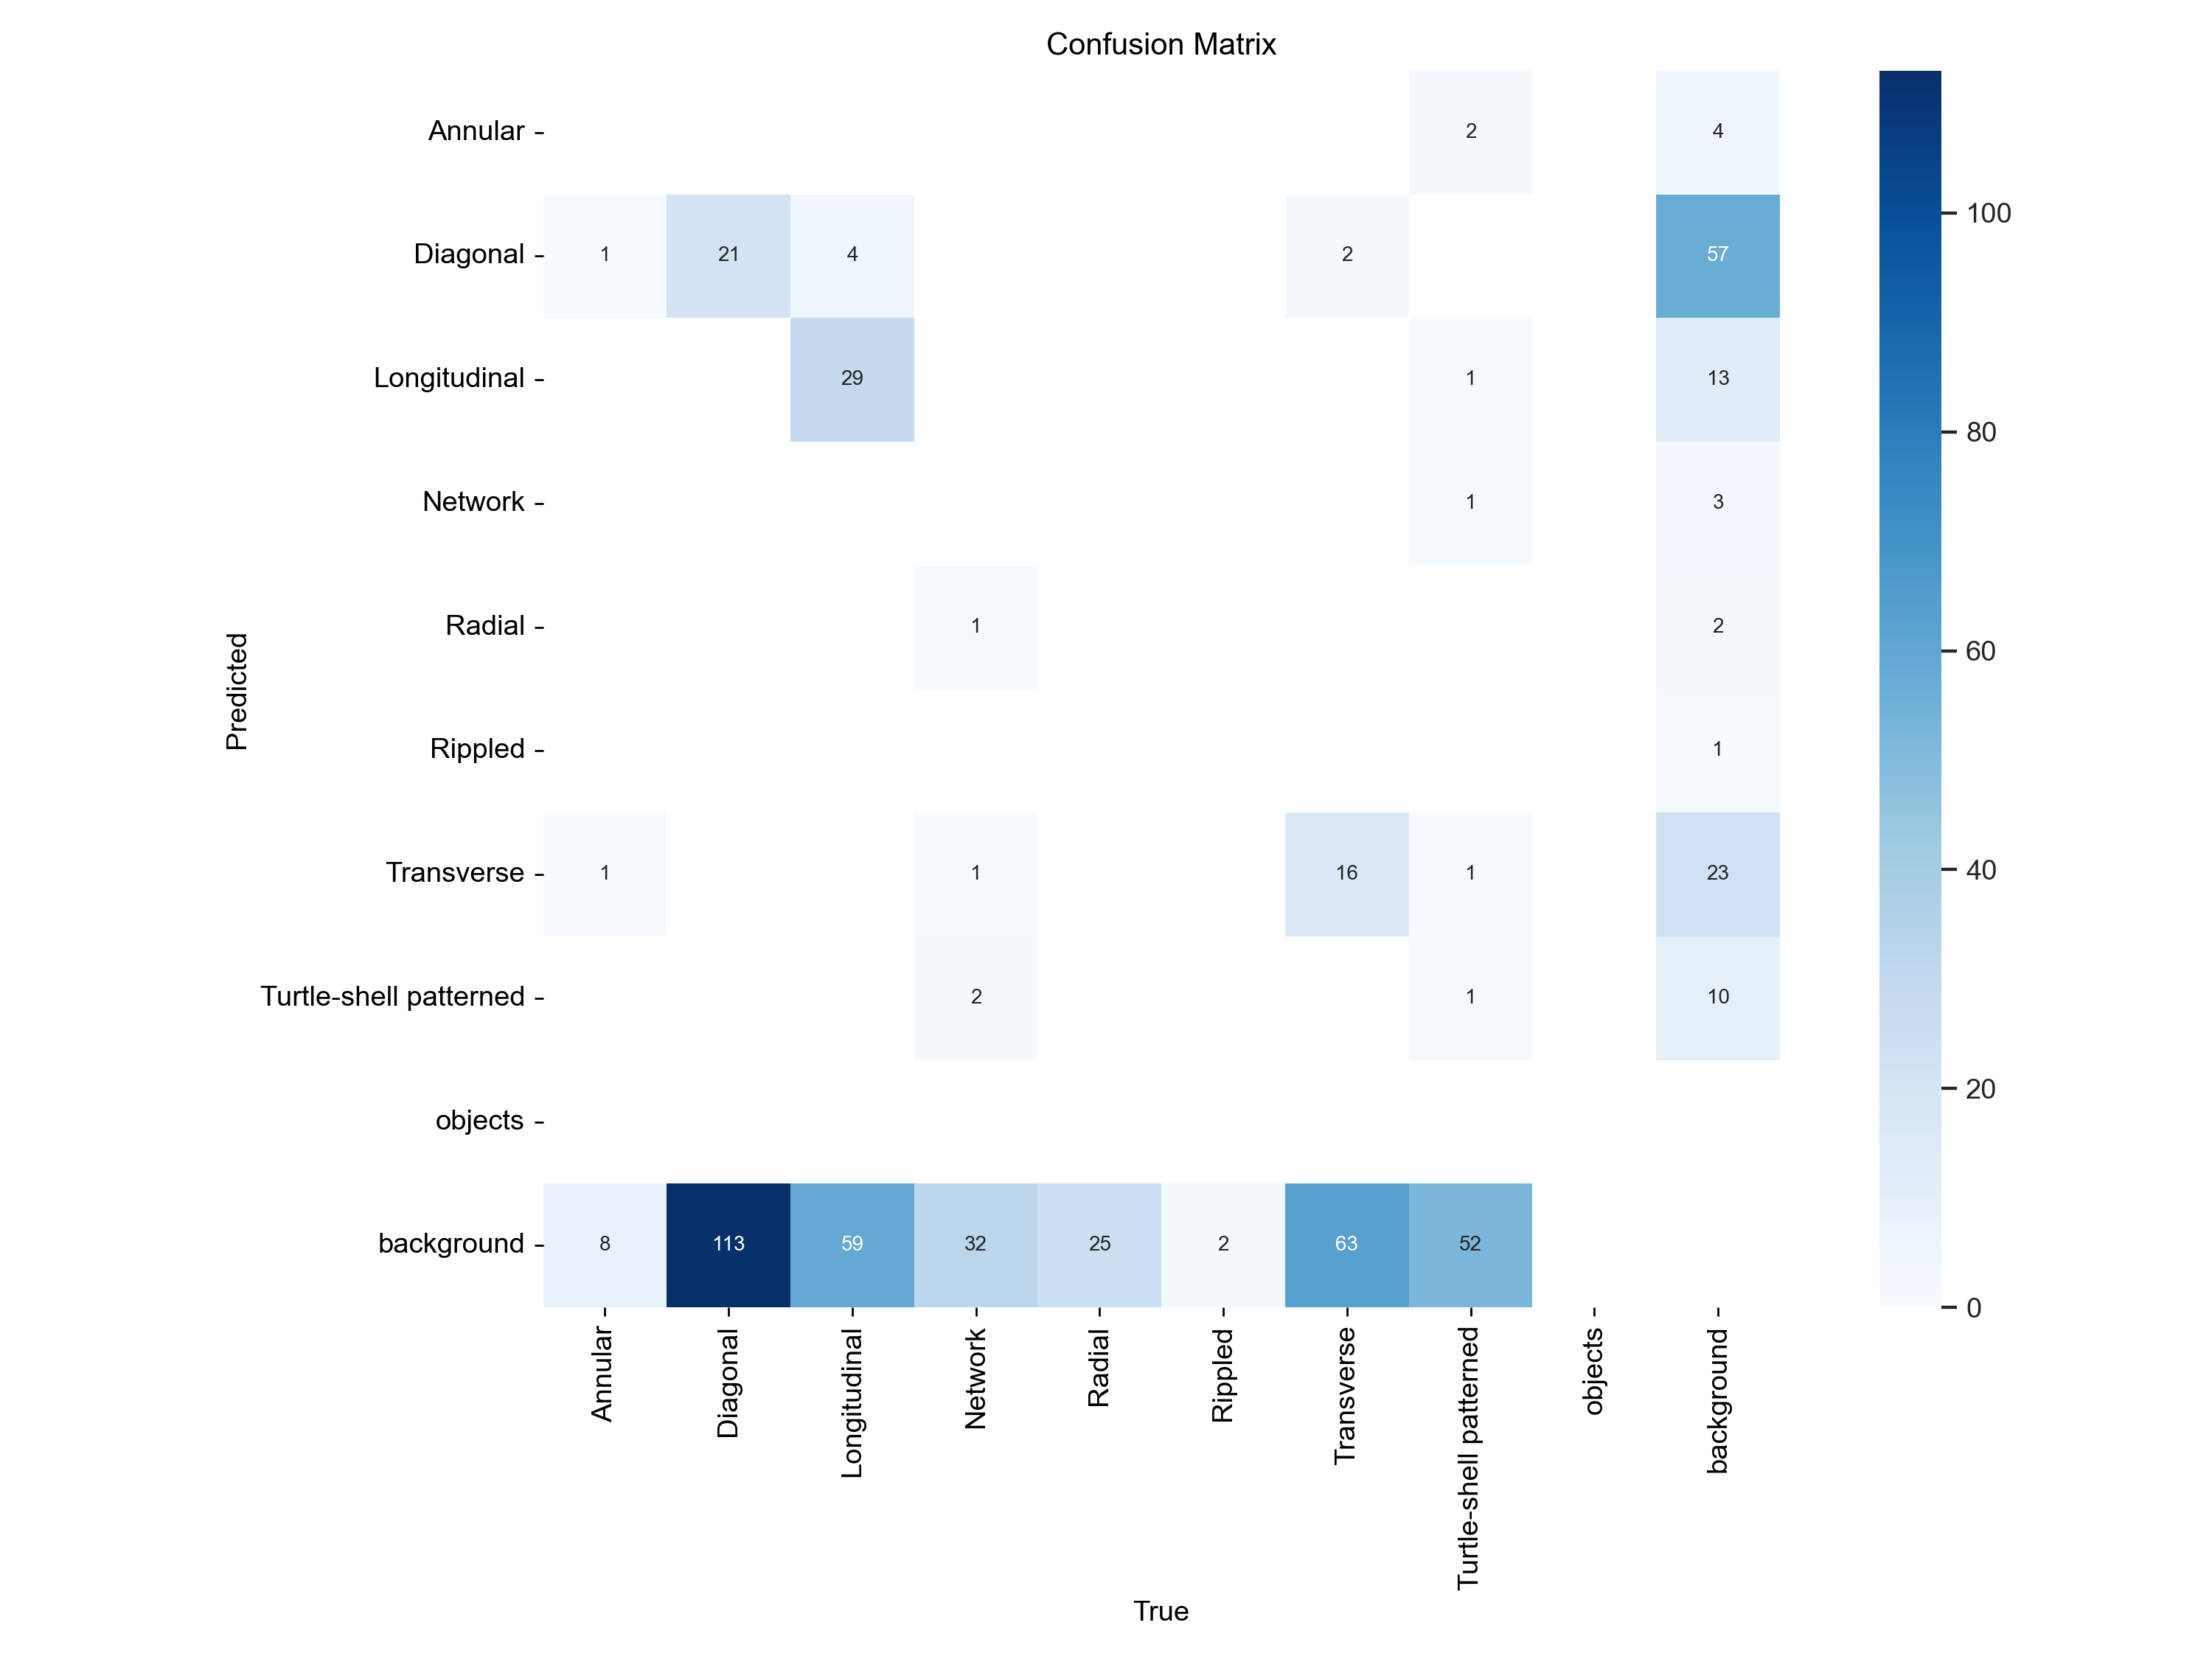 Confusion Matrix
Annular 2 4
Diagonal 1 21 4 2 57 100
Longitudinal 29 1 13 80
Network 1 3
Radial 1 2 60
Predicted
Rippled 1
Transverse 1 1 16 1 23 40
Turtle-shell patterned 2 1 10 20
objects
background 8 113 59 32 25 2 63 52 0
Annular Diagonal Longitudinal Network Radial Rippled Transverse Turtle-shell patterned objects background
True